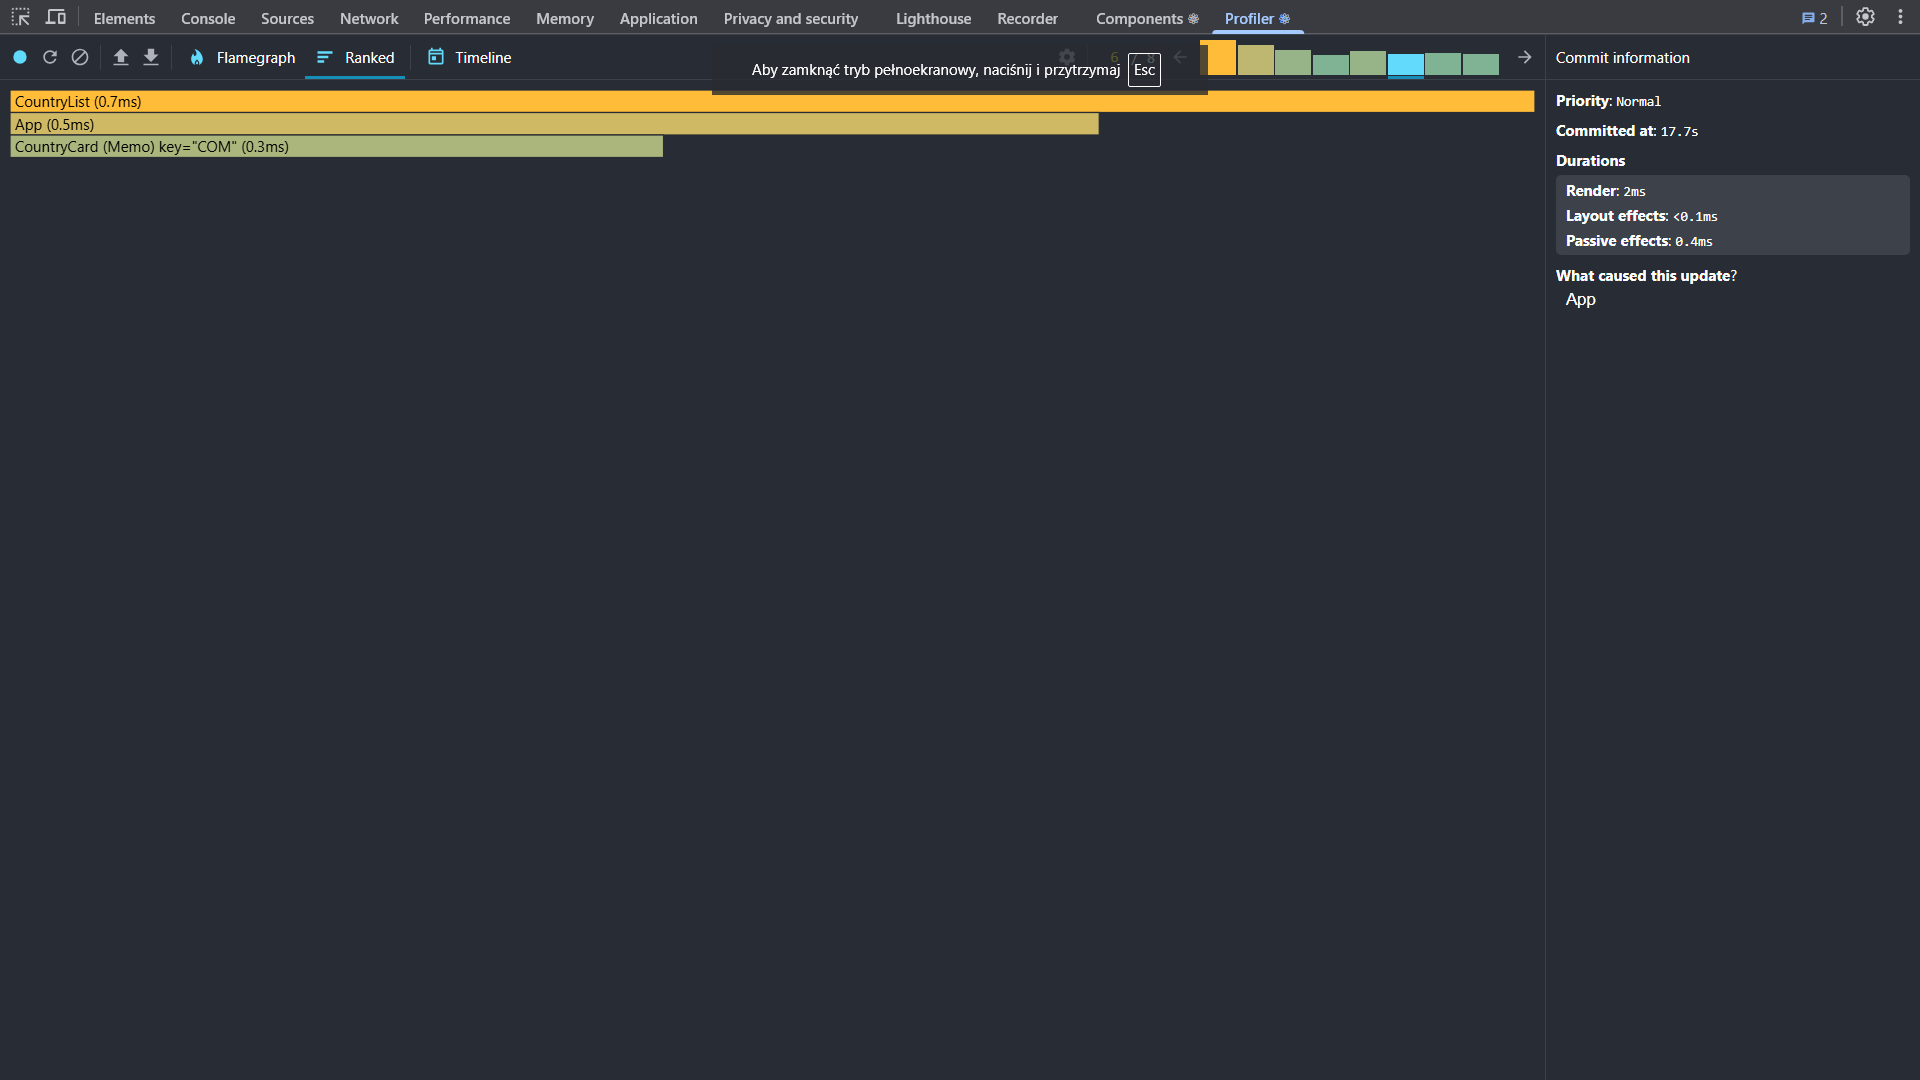 Elements Console Sources Network Performance Memory Application Privacy and security Lighthouse Recorder Components Profiler 2
Flamegraph Ranked Timeline 6 / 8
Aby zamknąć tryb pełnoekranowy, naciśnij i przytrzymaj Esc
Commit information
CountryList (0.7ms)
App (0.5ms)
CountryCard (Memo) key="COM" (0.3ms)
Priority: Normal
Committed at: 17.7s
Durations
Render: 2ms
Layout effects: <0.1ms
Passive effects: 0.4ms
What caused this update?
App